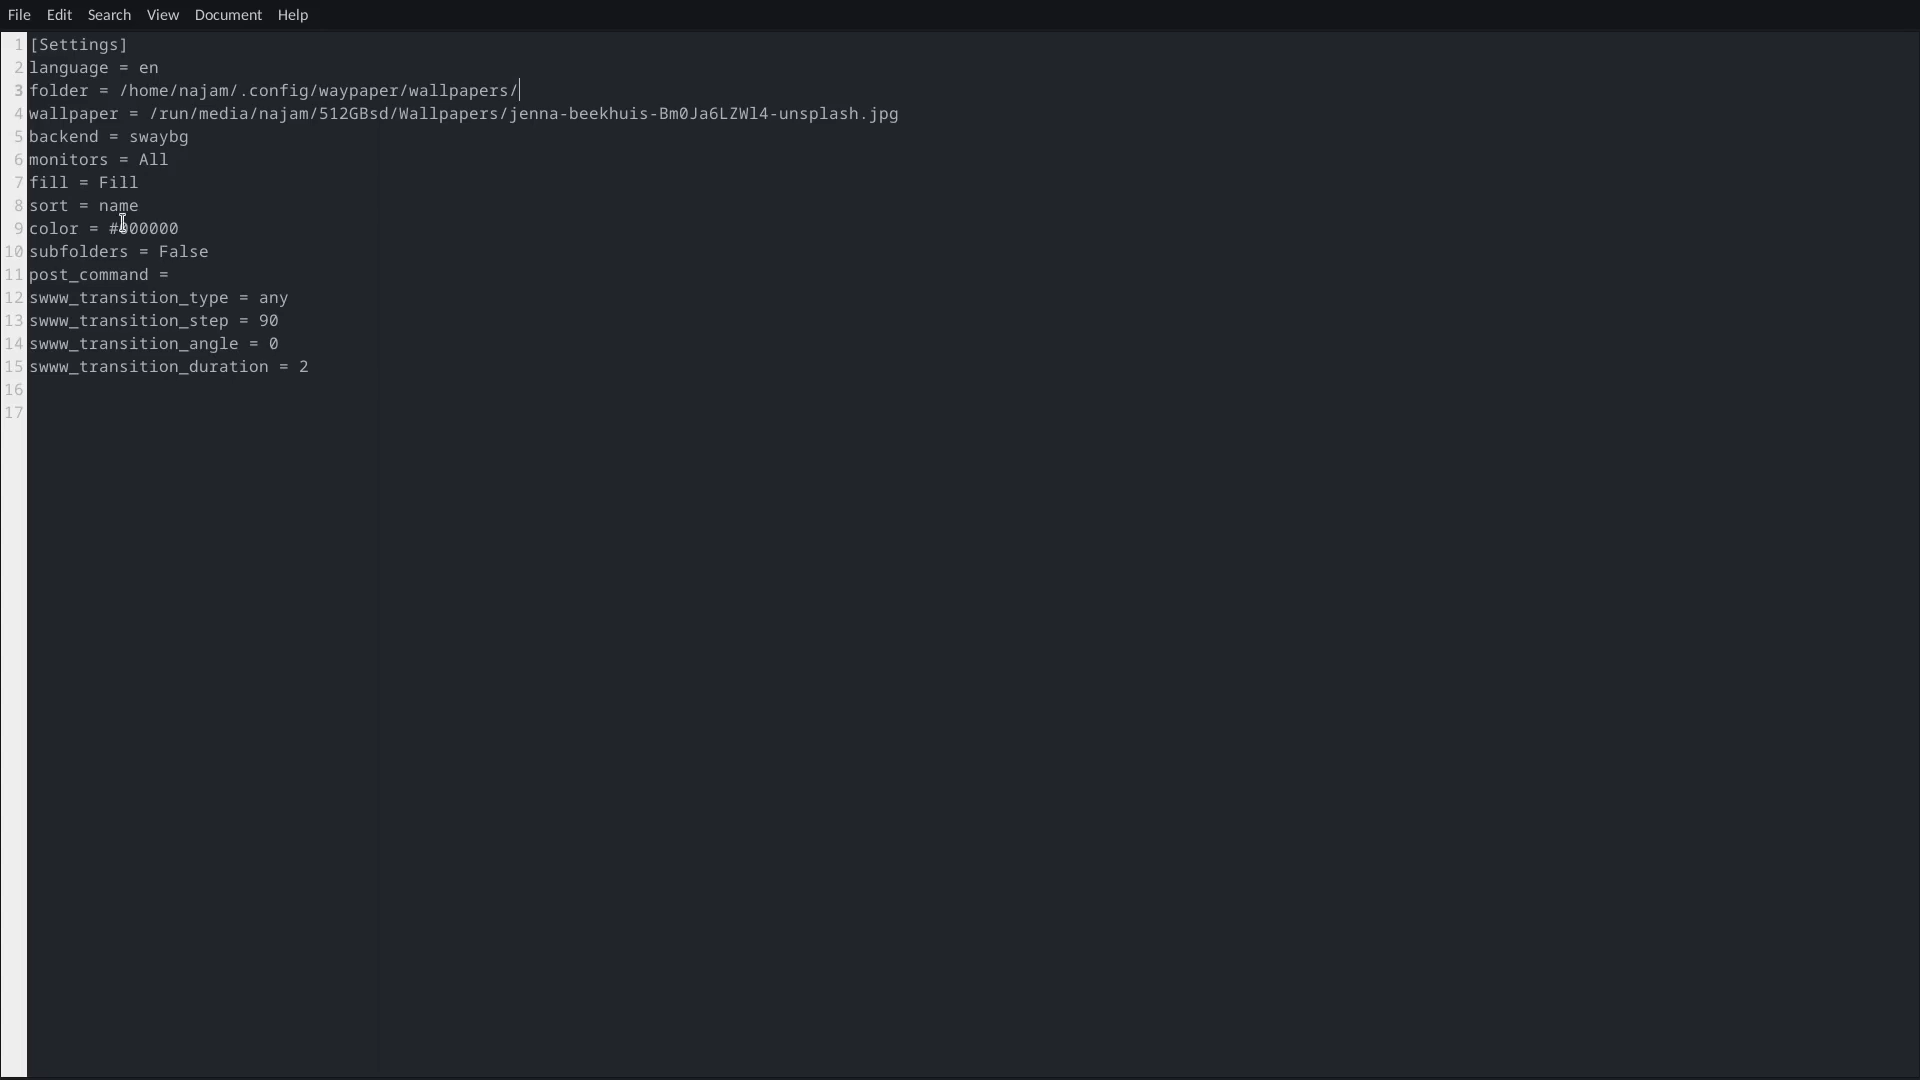 File Edit Search View Document Help
1 [Settings]
2 language = en
3 folder = /home/najam/.config/waypaper/wallpapers/
4 wallpaper = /run/media/najam/512GBsd/Wallpapers/jenna-beekhuis-Bm0Ja6LZWl4-unsplash.jpg
5 backend = swaybg
6 monitors = All
7 fill = Fill
8 sort = name
9 color = #000000
10 subfolders = False
11 post_command =
12 swww_transition_type = any
13 swww_transition_step = 90
14 swww_transition_angle = 0
15 swww_transition_duration = 2
16
17